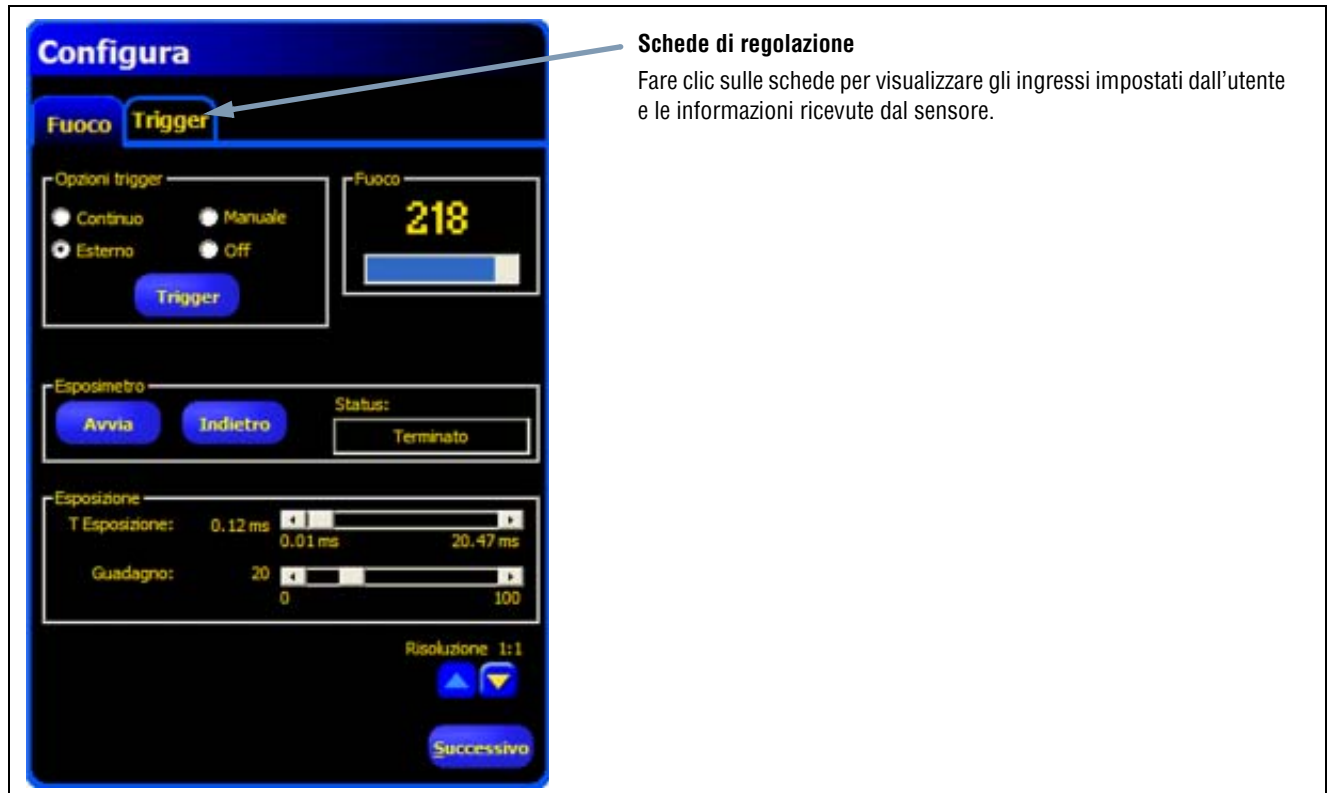 Configura
Fuoco Trigger
Opzioni trigger
Continuo Manuale
Esterno Off
Trigger
Fuoco
218
Esposimetro
Avvia Indietro
Status:
Terminato
Esposizione
T Esposizione: 0.12 ms
0.01 ms 20.47 ms
Guadagno: 20
0 100
Risoluzione 1:1
Successivo
Schede di regolazione
Fare clic sulle schede per visualizzare gli ingressi impostati dall'utente
e le informazioni ricevute dal sensore.